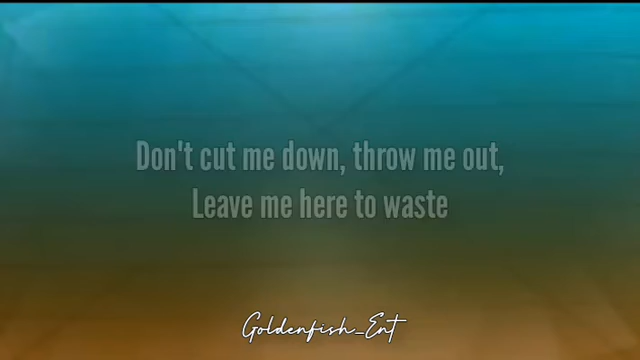 Don't cut me down, throw me out,
Leave me here to waste
Goldenfish_Ent